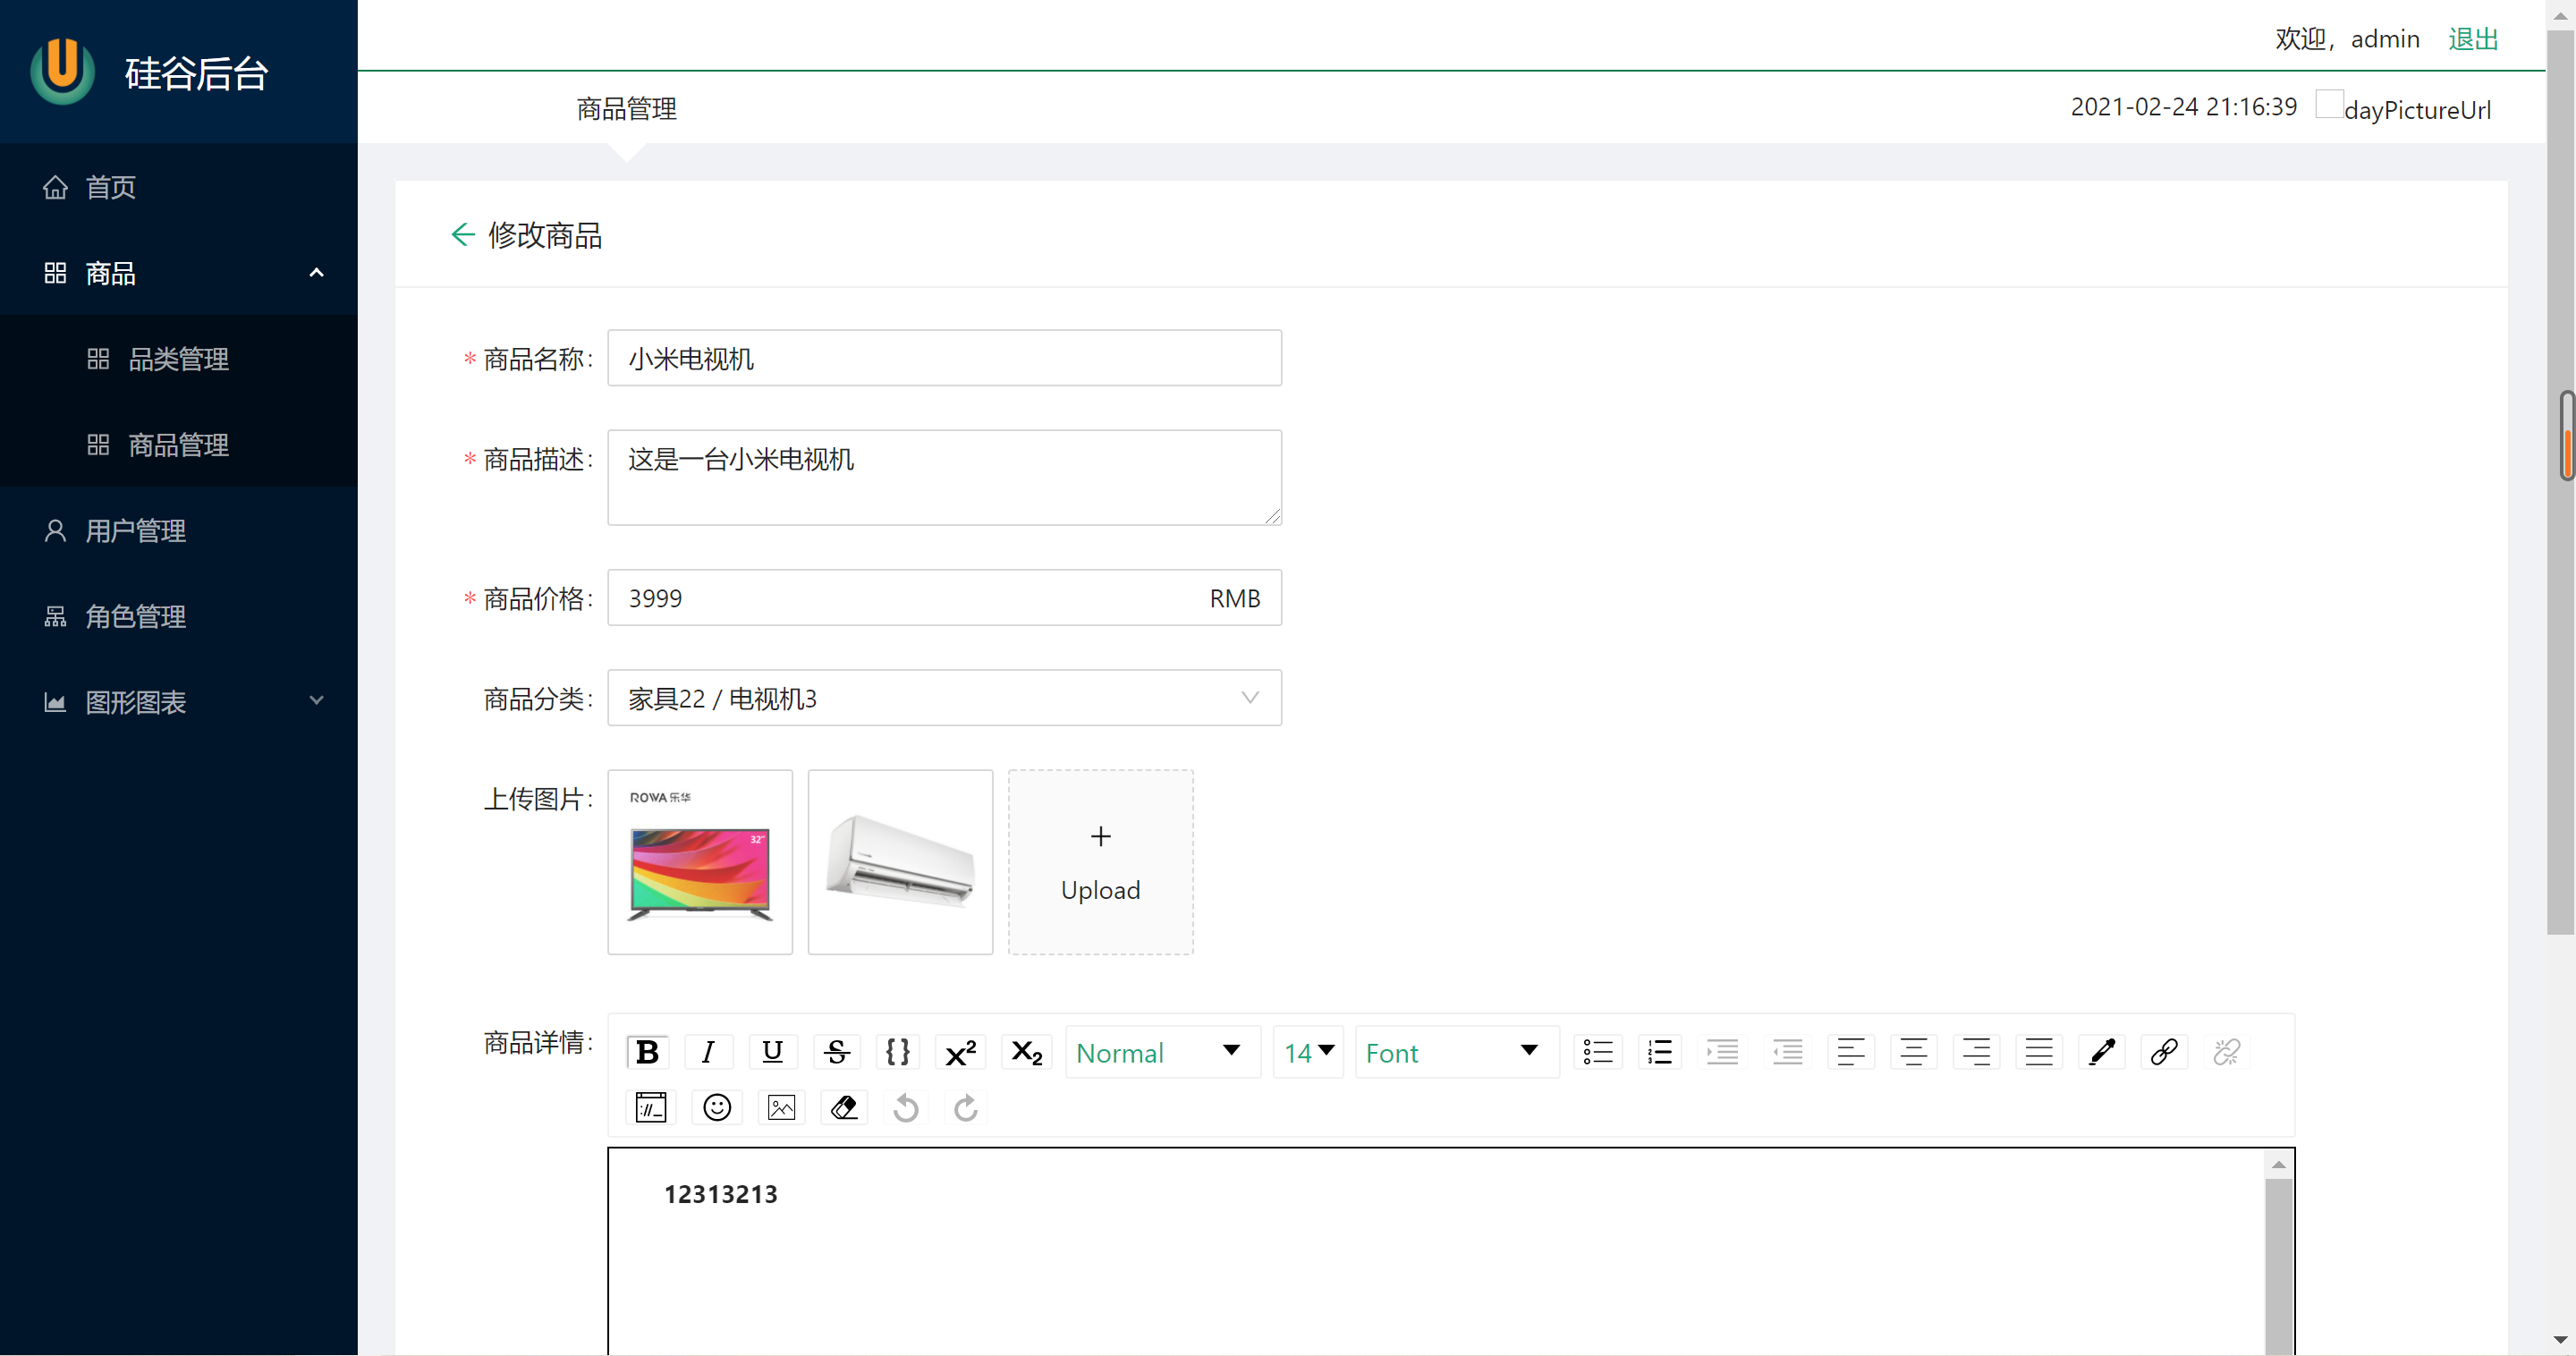 硅谷后台
欢迎，admin 退出
商品管理
2021-02-24 21:16:39 dayPictureUrl
首页
商品
品类管理
商品管理
用户管理
角色管理
图形图表
修改商品
* 商品名称: 小米电视机
* 商品描述: 这是一台小米电视机
* 商品价格: 3999 RMB
商品分类: 家具22 / 电视机3
上传图片:
ROWA 乐华
32"
+
Upload
商品详情:
B I U S {} x² x₂ Normal 14 Font
12313213